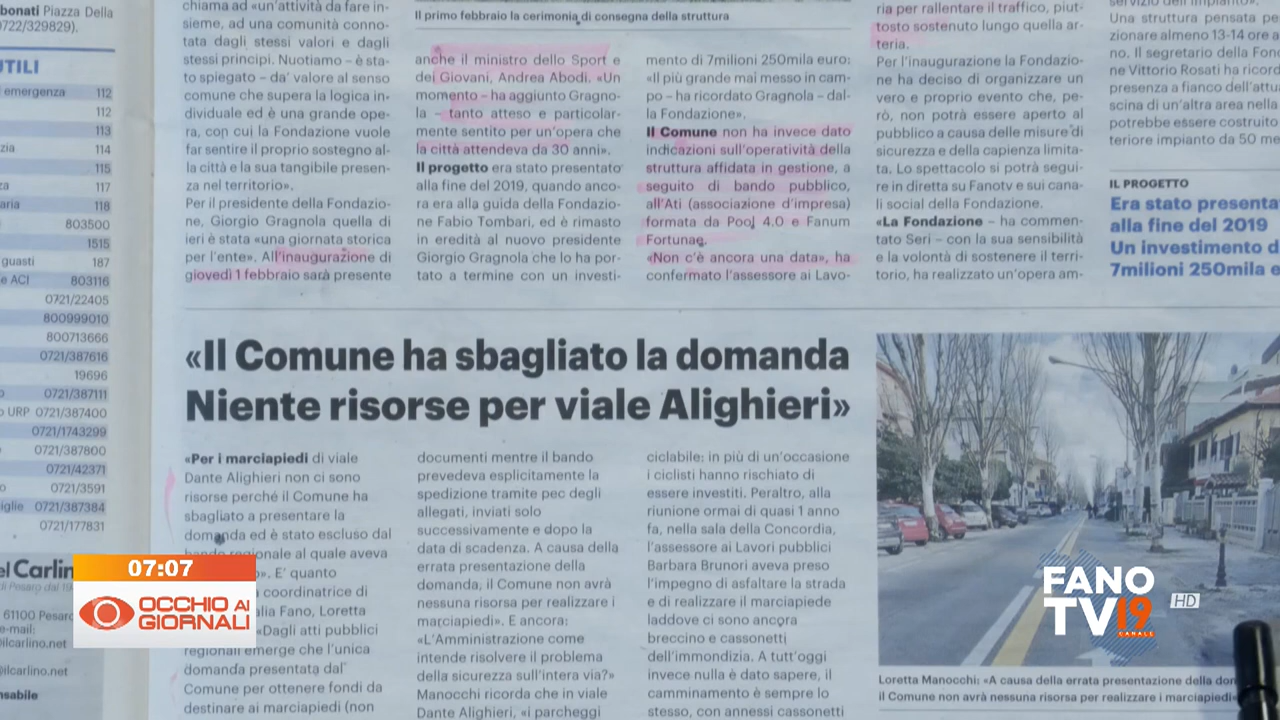 bonati Piazza Della
0722/329829).
UTILI
emergenza 112
112
113
zia 114
115
za 117
aria 118
803500
1515
guasti 187
e ACI 803116
0721/22405
800999010
800713666
0721/387616
19696
0721/387111
URP 0721/387400
0721/1743299
0721/387800
0721/42371
0721/3591
iglie 0721/387384
0721/177831
el Carlin
61100 Pesaro
e-mail:
ilcarlino.net
@ilcarlino.net
nsabile
chiama ad «un'attività da fare in-
sieme, ad una comunità conno-
tata dagli stessi valori e dagli
stessi principi. Nuotiamo – è sta-
to spiegato – da' valore al senso
comune che supera la logica in-
dividuale ed è una grande ope-
ra, con cui la Fondazione vuole
far sentire il proprio sostegno al-
la città e la sua tangibile presen-
za nel territorio».
Per il presidente della Fondazio-
ne, Giorgio Gragnola quella di
ieri è stata «una giornata storica
per l'ente». All'inaugurazione di
giovedì 1 febbraio sarà presente
Il primo febbraio la cerimonia di consegna della struttura
anche il ministro dello Sport e
dei Giovani, Andrea Abodi. «Un
momento – ha aggiunto Gragno-
la – tanto atteso e particolar-
mente sentito per un'opera che
la città attendeva da 30 anni».
Il progetto era stato presentato
alla fine del 2019, quando anco-
ra era alla guida della Fondazio-
ne Fabio Tombari, ed è rimasto
in eredità al nuovo presidente
Giorgio Gragnola che lo ha por-
tato a termine con un investi-
mento di 7milioni 250mila euro:
«Il più grande mai messo in cam-
po – ha ricordato Gragnola – dal-
la Fondazione».
Il Comune non ha invece dato
indicazioni sull'operatività della
struttura affidata in gestione, a
seguito di bando pubblico,
all'Ati (associazione d'impresa)
formata da Pool 4.0 e Fanum
Fortunae.
«Non c'è ancora una data», ha
confermato l'assessore ai Lavo-
ria per rallentare il traffico, piut-
tosto sostenuto lungo quella ar-
teria.
Per l'inaugurazione la Fondazio-
ne ha deciso di organizzare un
vero e proprio evento che, pe-
rò, non potrà essere aperto al
pubblico a causa delle misure di
sicurezza e della capienza limita-
ta. Lo spettacolo si potrà segui-
re in diretta su Fanotv e sui cana-
li social della Fondazione.
«La Fondazione – ha commen-
tato Seri – con la sua sensibilità
e la volontà di sostenere il terri-
torio, ha realizzato un'opera am-
servizio dell'impianto».
Una struttura pensata pe
zionare almeno 13-14 ore a
no. Il segretario della Fon
ne Vittorio Rosati ha ricord
presenza a fianco dell'attu
scina di un'altra area nella
potrebbe essere costruito
teriore impianto da 50 me
IL PROGETTO
Era stato presenta
alla fine del 2019
Un investimento d
7milioni 250mila e
«Il Comune ha sbagliato la domanda
Niente risorse per viale Alighieri»
«Per i marciapiedi di viale
Dante Alighieri non ci sono
risorse perché il Comune ha
sbagliato a presentare la
domanda ed è stato escluso dal
bando regionale al quale aveva
». E' quanto
coordinatrice di
alia Fano, Loretta
«Dagli atti pubblici
regionali emerge che l'unica
domanda presentata dal
Comune per ottenere fondi da
destinare ai marciapiedi (non
documenti mentre il bando
prevedeva esplicitamente la
spedizione tramite pec degli
allegati, inviati solo
successivamente e dopo la
data di scadenza. A causa della
errata presentazione della
domanda, il Comune non avrà
nessuna risorsa per realizzare i
marciapiedi». E ancora:
«L'Amministrazione come
intende risolvere il problema
della sicurezza sull'intera via?»
Manocchi ricorda che in viale
Dante Alighieri, «i parcheggi
ciclabile: in più di un'occasione
i ciclisti hanno rischiato di
essere investiti. Peraltro, alla
riunione ormai di quasi 1 anno
fa, nella sala della Concordia,
l'assessore ai Lavori pubblici
Barbara Brunori aveva preso
l'impegno di asfaltare la strada
e di realizzare il marciapiede
laddove ci sono ancora
breccino e cassonetti
dell'immondizia. A tutt'oggi
invece nulla è dato sapere, il
camminamento è sempre lo
stesso, con annessi cassonetti
Loretta Manocchi: «A causa della errata presentazione della don
il Comune non avrà nessuna risorsa per realizzare i marciapiedi»
07:07
OCCHIO AI
GIORNALI
FANO
TV19
CANALE
HD